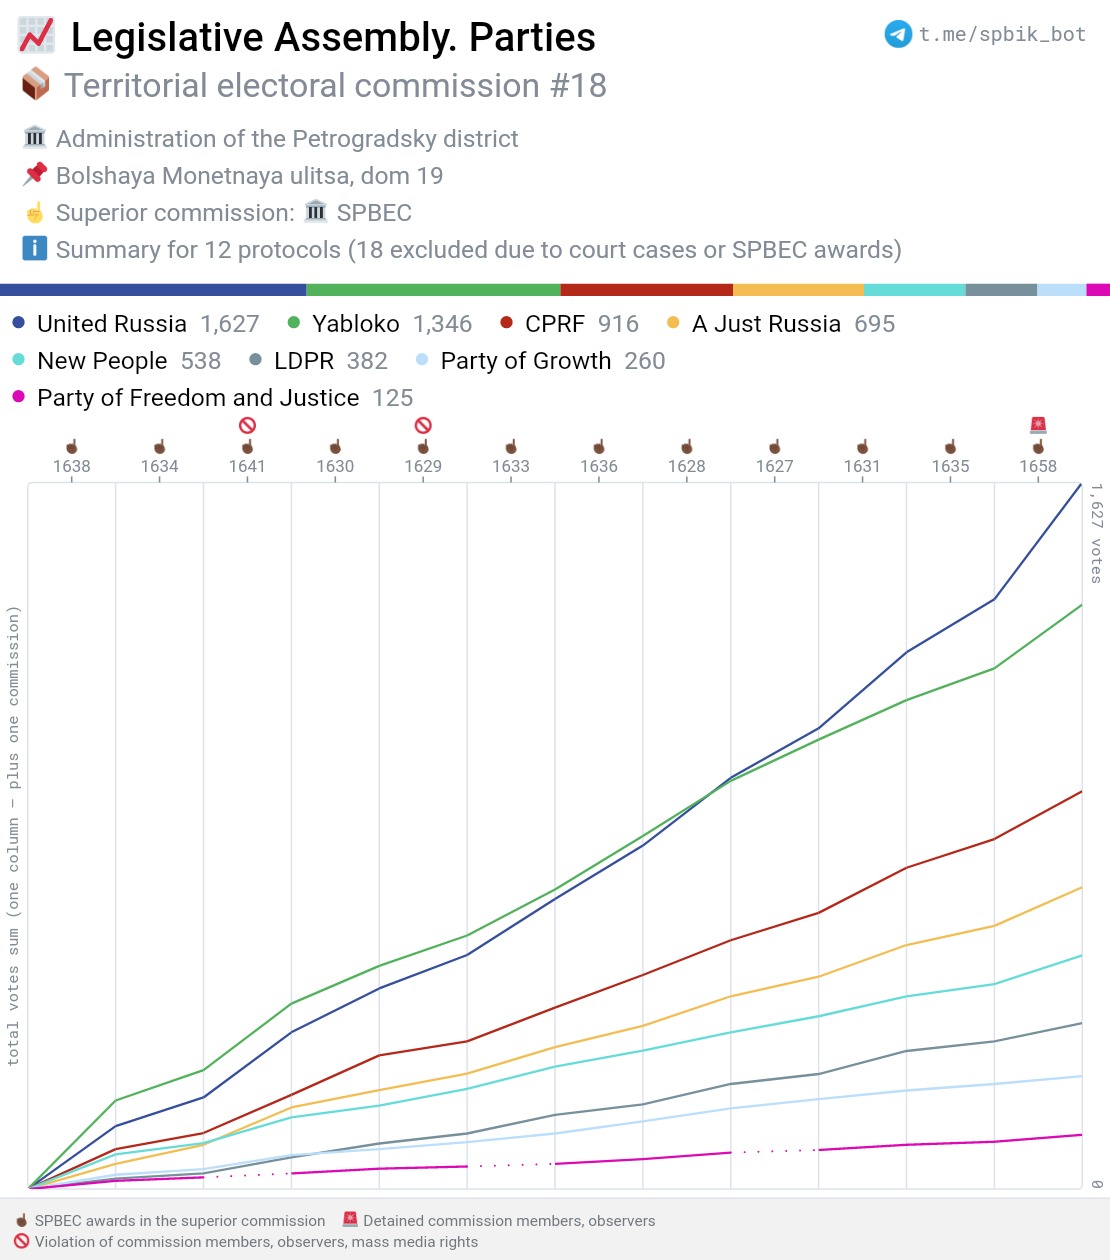 Legislative Assembly. Parties
t.me/spbik_bot
Territorial electoral commission #18
Administration of the Petrogradsky district
Bolshaya Monetnaya ulitsa, dom 19
Superior commission: SPBEC
Summary for 12 protocols (18 excluded due to court cases or SPBEC awards)
United Russia 1,627 Yabloko 1,346 CPRF 916 A Just Russia 695
New People 538 LDPR 382 Party of Growth 260
Party of Freedom and Justice 125
1638 1634 1641 1630 1629 1633 1636 1628 1627 1631 1635 1658
1,627 votes
total votes sum (one column – plus one commission)
0
SPBEC awards in the superior commission Detained commission members, observers
Violation of commission members, observers, mass media rights